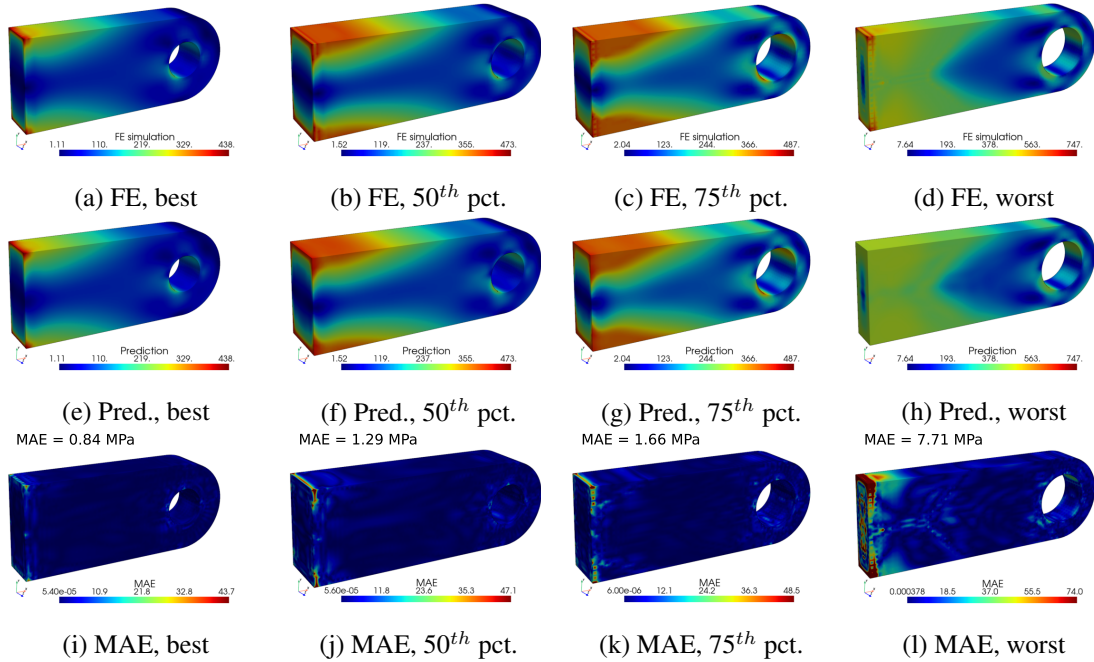 FE simulation
1.11 110. 219. 329. 438.
FE simulation
1.52 119. 237. 355. 473.
FE simulation
2.04 123. 244. 366. 487.
FE simulation
7.64 193. 378. 563. 747.
(a) FE, best
(b) FE, 50th pct.
(c) FE, 75th pct.
(d) FE, worst
Prediction
1.11 110. 219. 329. 438.
Prediction
1.52 119. 237. 355. 473.
Prediction
2.04 123. 244. 366. 487.
Prediction
7.64 193. 378. 563. 747.
(e) Pred., best
(f) Pred., 50th pct.
(g) Pred., 75th pct.
(h) Pred., worst
MAE = 0.84 MPa
MAE = 1.29 MPa
MAE = 1.66 MPa
MAE = 7.71 MPa
MAE
5.40e-05 10.9 21.8 32.8 43.7
MAE
5.60e-05 11.8 23.6 35.3 47.1
MAE
6.00e-06 12.1 24.2 36.3 48.5
MAE
0.000378 18.5 37.0 55.5 74.0
(i) MAE, best
(j) MAE, 50th pct.
(k) MAE, 75th pct.
(l) MAE, worst